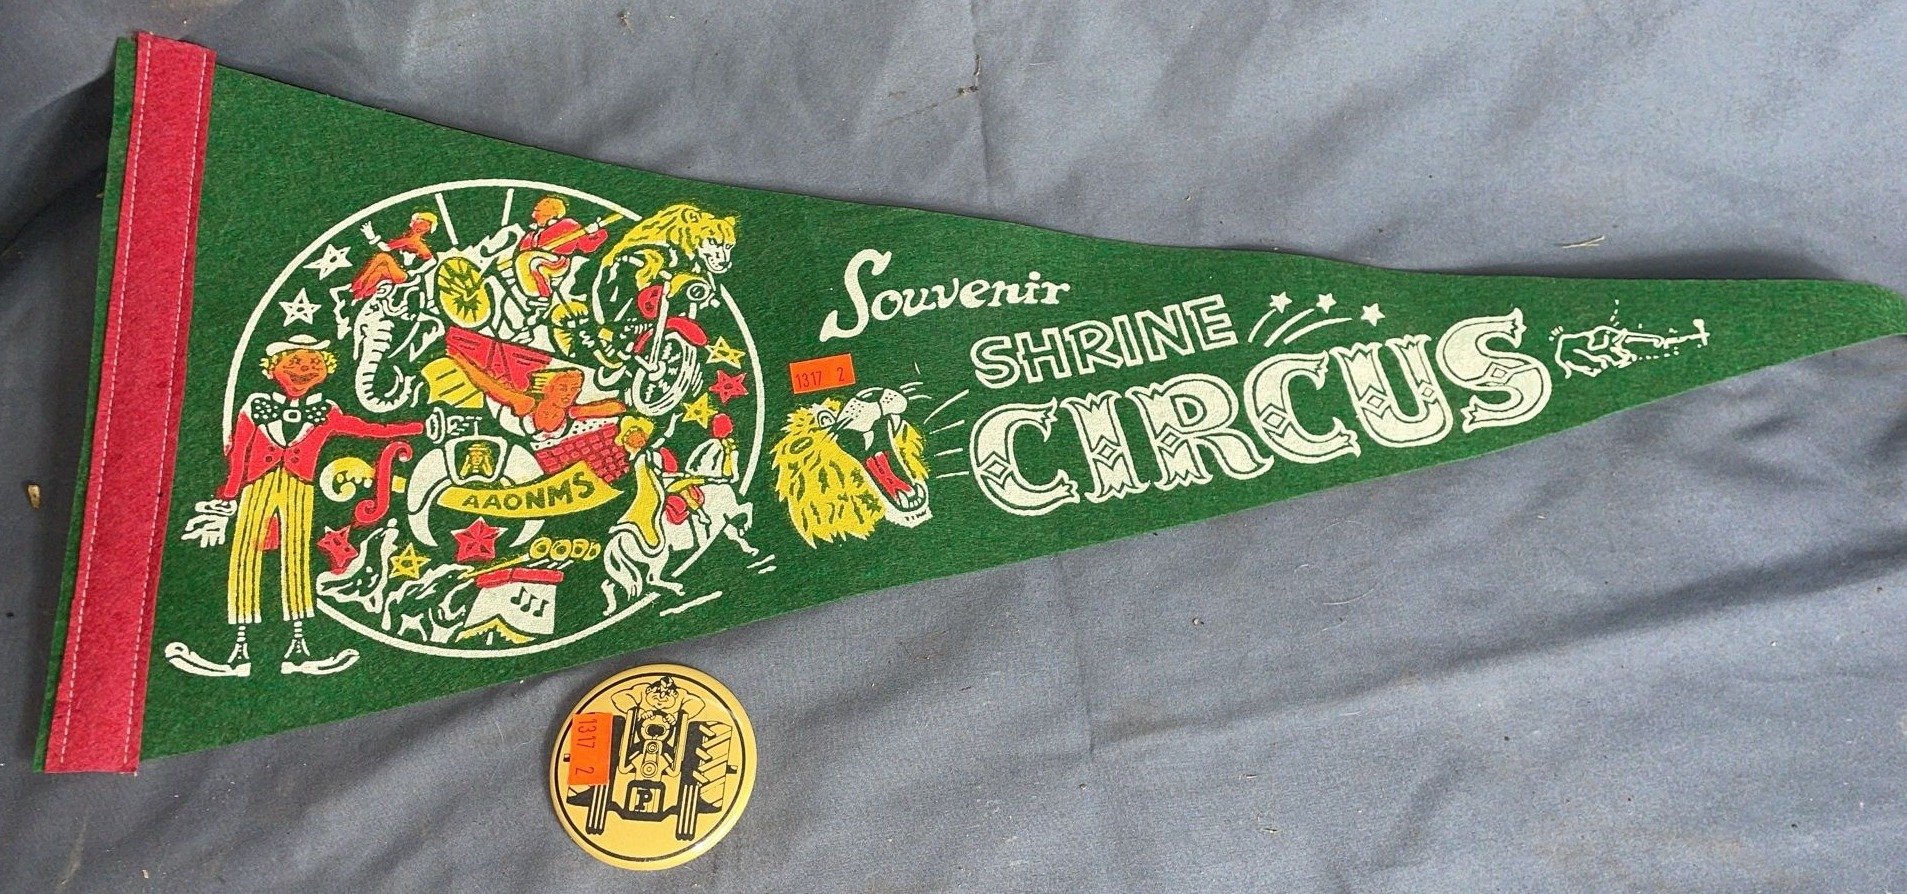 Souvenir
SHRINE
CIRCUS
1317 2
AAONMS
1317 2
P